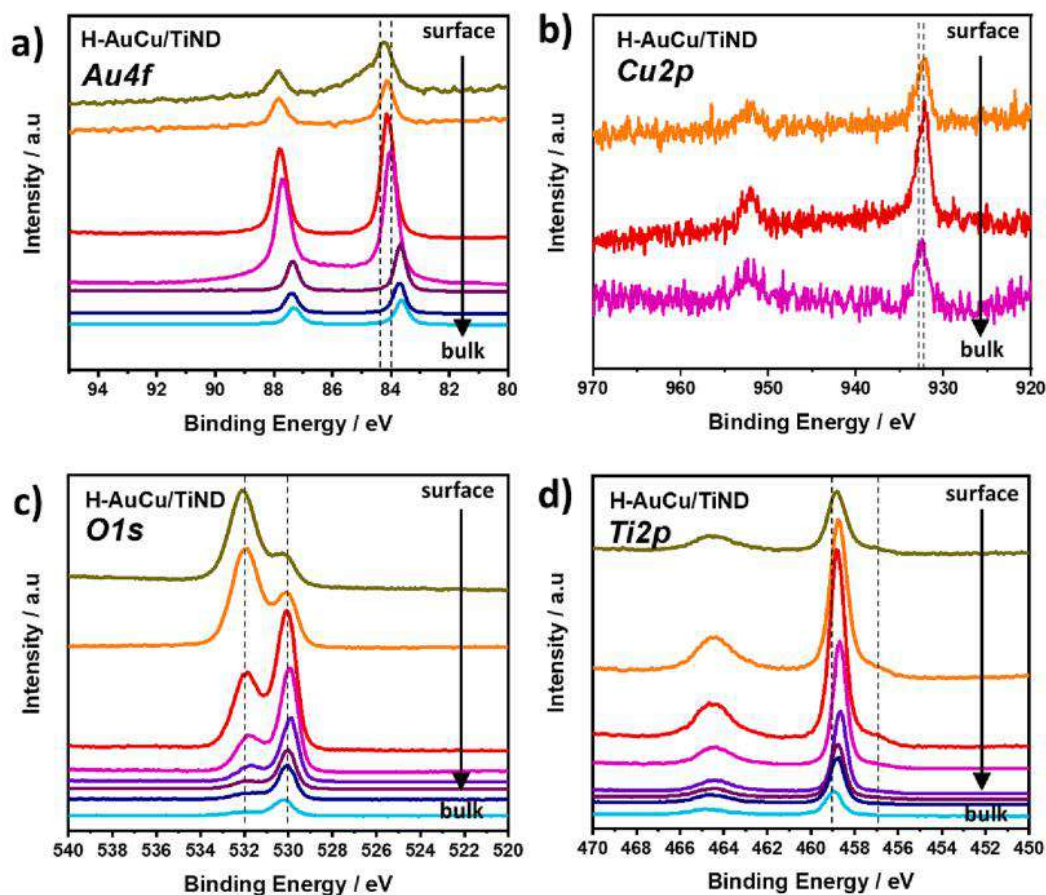 a)
H-AuCu/TiND
Au4f
surface
bulk
Intensity / a.u
94 92 90 88 86 84 82 80
Binding Energy / eV
b)
H-AuCu/TiND
Cu2p
surface
bulk
Intensity / a.u
970 960 950 940 930 920
Binding Energy / eV
c)
H-AuCu/TiND
O1s
surface
bulk
Intensity / a.u
540 538 536 534 532 530 528 526 524 522 520
Binding Energy / eV
d)
H-AuCu/TiND
Ti2p
surface
bulk
Intensity / a.u
470 468 466 464 462 460 458 456 454 452 450
Binding Energy / eV